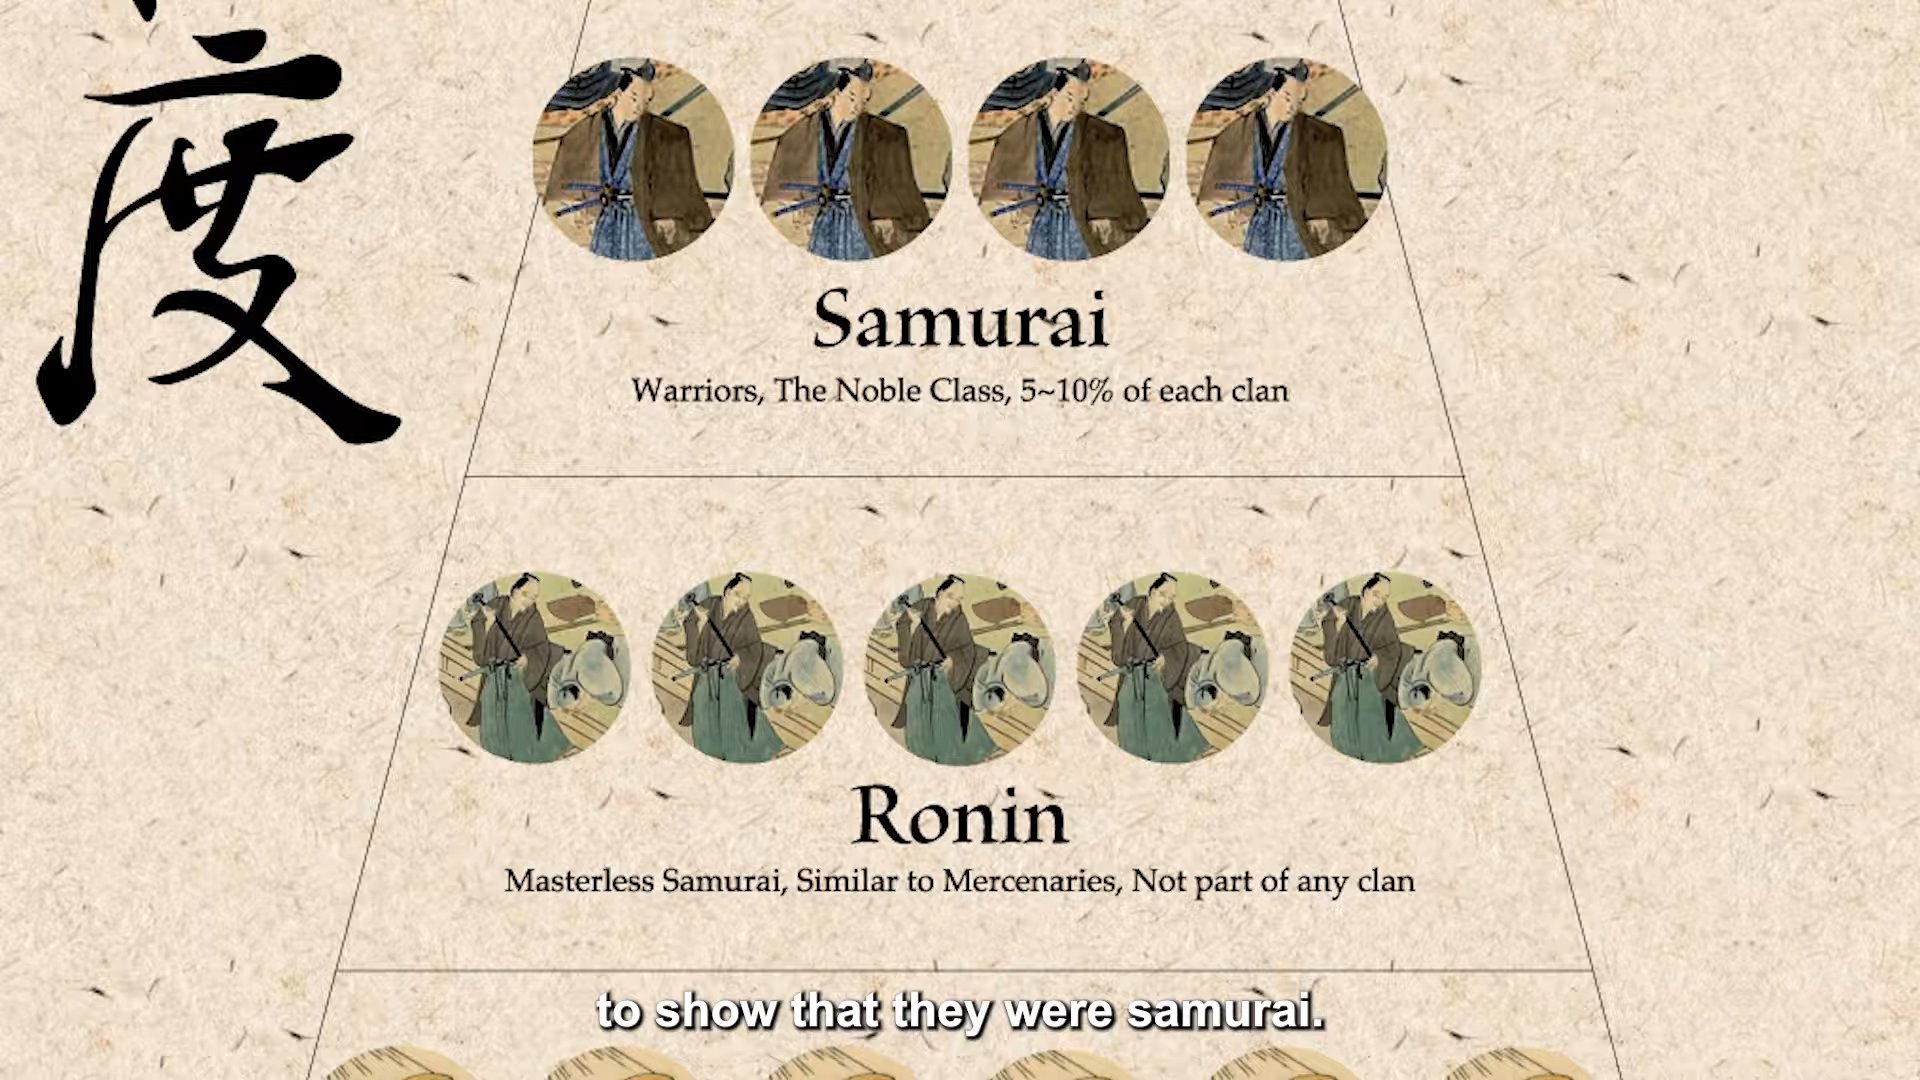 度
Samurai
Warriors, The Noble Class, 5~10% of each clan
Ronin
Masterless Samurai, Similar to Mercenaries, Not part of any clan
to show that they were samurai.